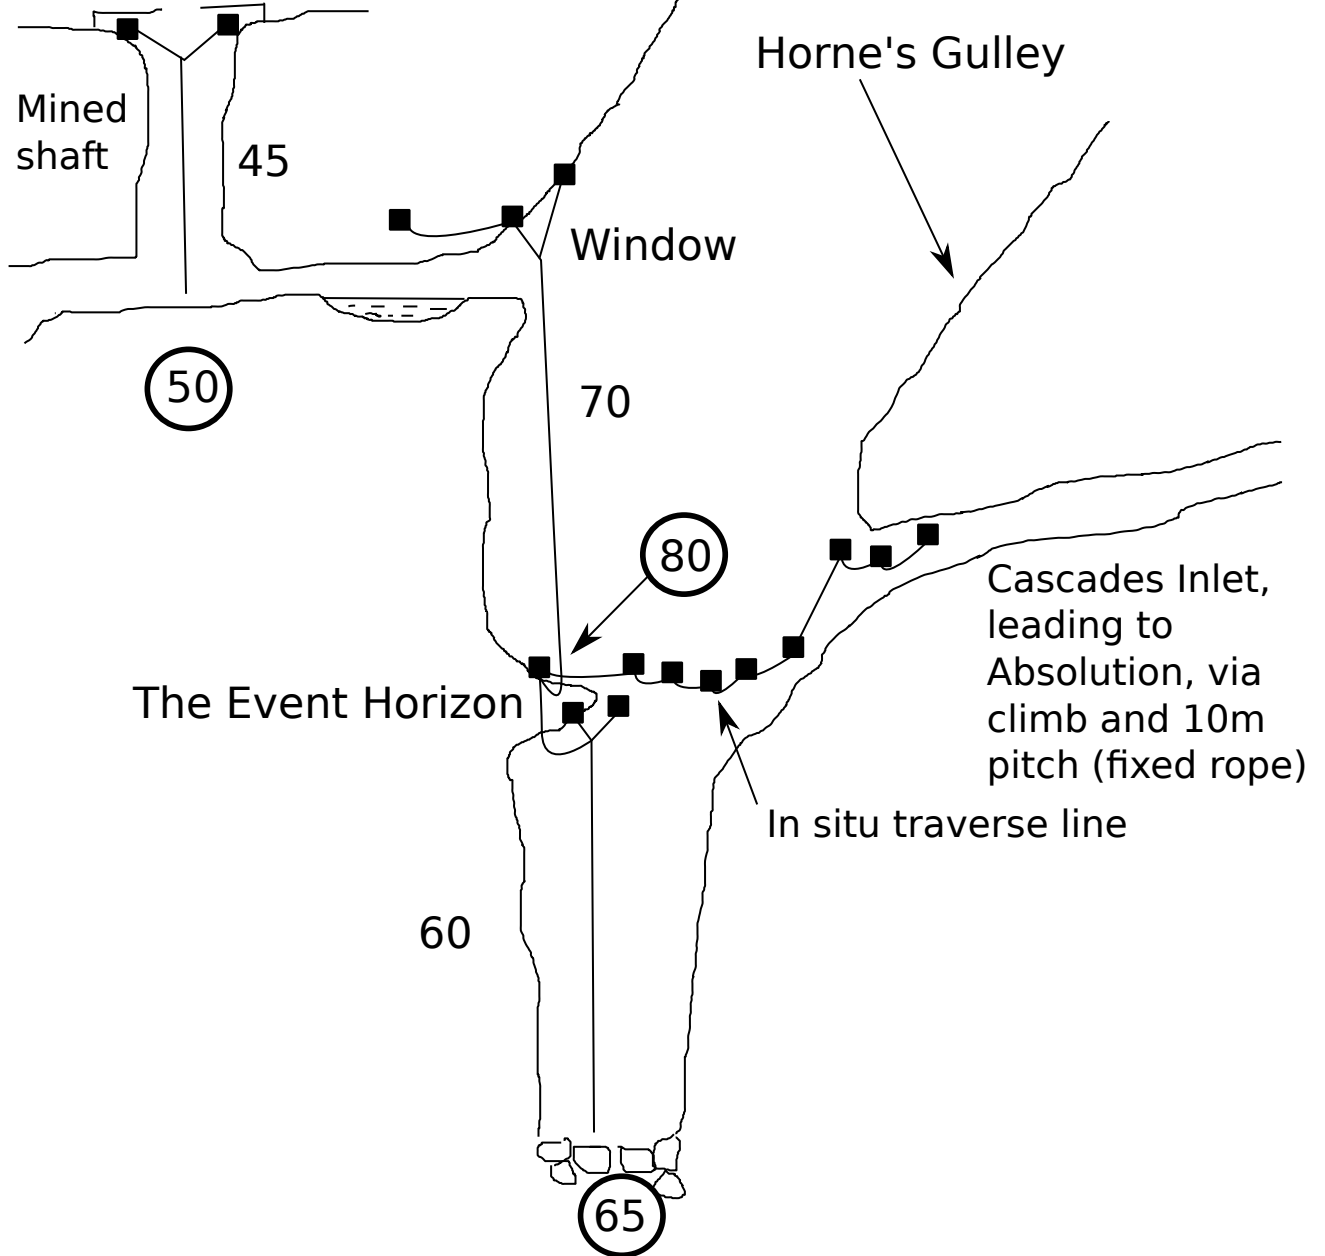 Horne's Gulley
Mined
shaft
45
Window
50
70
80
Cascades Inlet,
leading to
Absolution, via
climb and 10m
pitch (fixed rope)
The Event Horizon
In situ traverse line
60
65